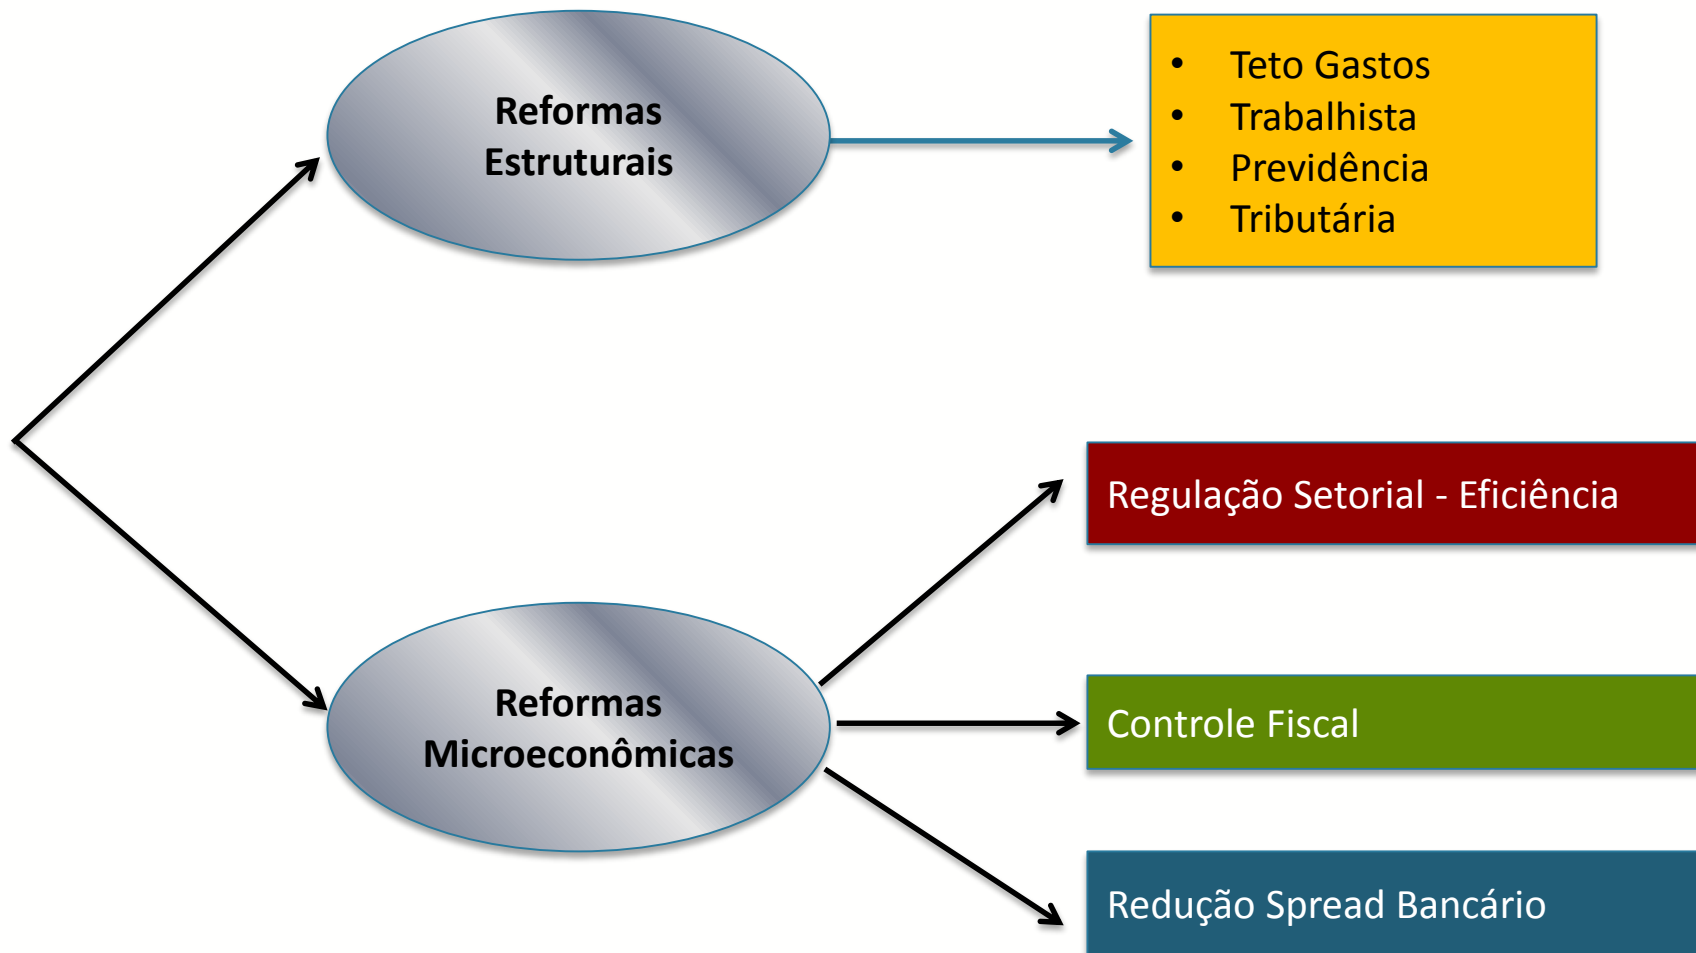 Reformas
Estruturais
• Teto Gastos
• Trabalhista
• Previdência
• Tributária
Regulação Setorial - Eficiência
Reformas
Microeconômicas
Controle Fiscal
Redução Spread Bancário